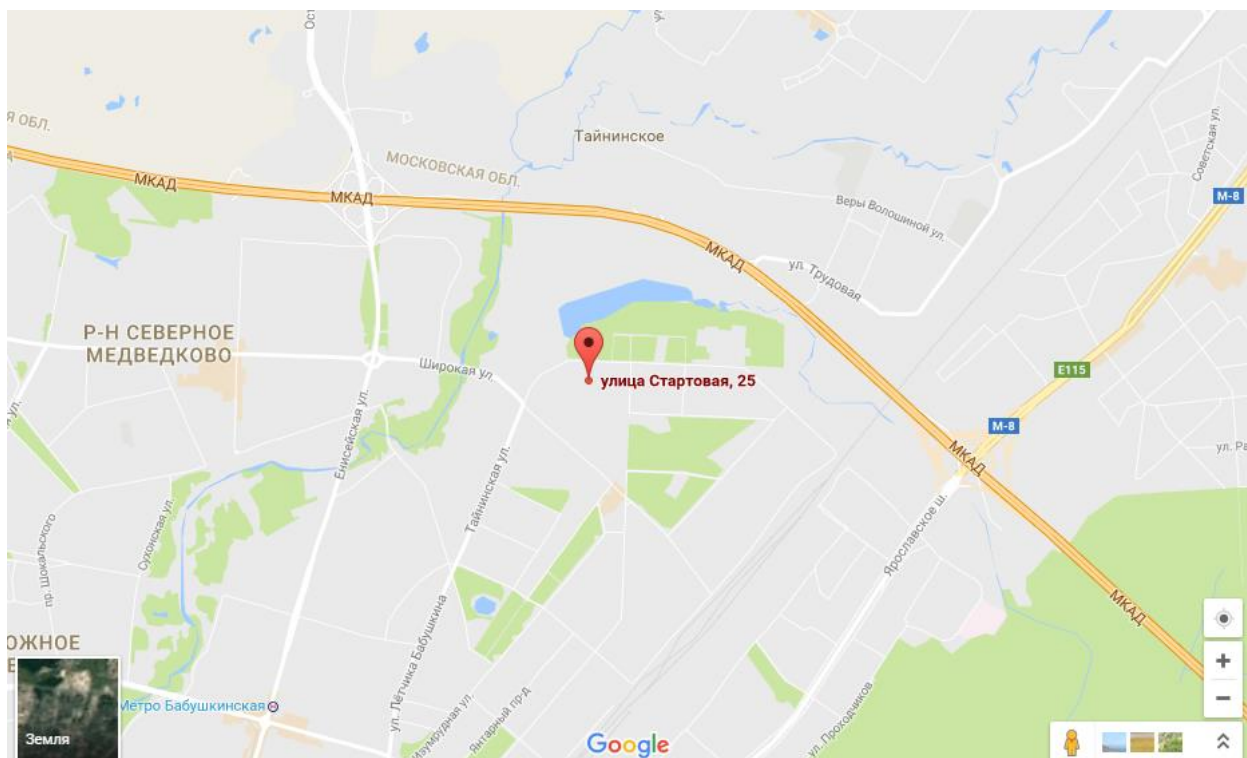 Ост
Я ОБЛ.
МКАД
МОСКОВСКАЯ ОБЛ.
МКАД
Тайнинское
Веры Волошиной ул.
Советская ул.
М-8
МКАД
ул. Трудовая
Р-Н СЕВЕРНОЕ
МЕДВЕДКОВО
Широкая ул.
улица Стартовая, 25
E115
М-8
МКАД
ул. Ра
Енисейская ул.
Тайнинская ул.
Сухонская ул.
пр. Шокальского
Ярославское ш.
МКАД
ОЖНОЕ
Метро Бабушкинская
ул. Лётчика Бабушкина
Изумрудная ул.
Янтарный пр-д
ул. Проходчиков
Земля
Google